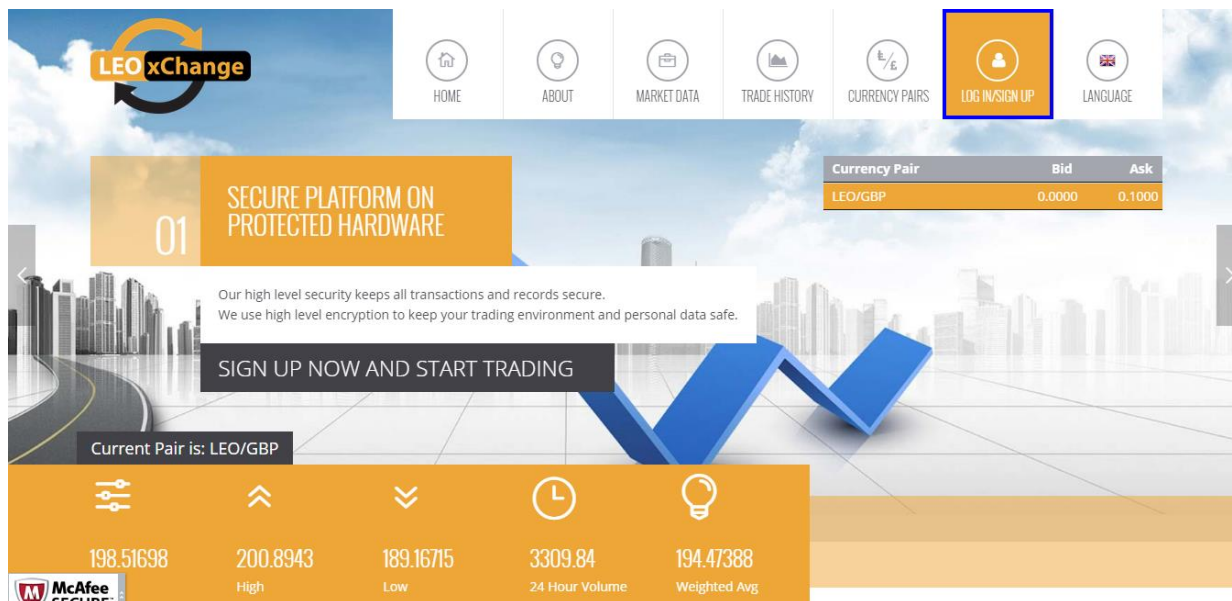 LEO xChange
HOME
ABOUT
MARKET DATA
TRADE HISTORY
CURRENCY PAIRS
LOG IN/SIGN UP
LANGUAGE
Currency Pair Bid Ask
LEO/GBP 0.0000 0.1000
01
SECURE PLATFORM ON
PROTECTED HARDWARE
Our high level security keeps all transactions and records secure.
We use high level encryption to keep your trading environment and personal data safe.
SIGN UP NOW AND START TRADING
Current Pair is: LEO/GBP
198.51698
200.8943
High
189.16715
Low
3309.84
24 Hour Volume
194.47388
Weighted Avg
McAfee
SECURE